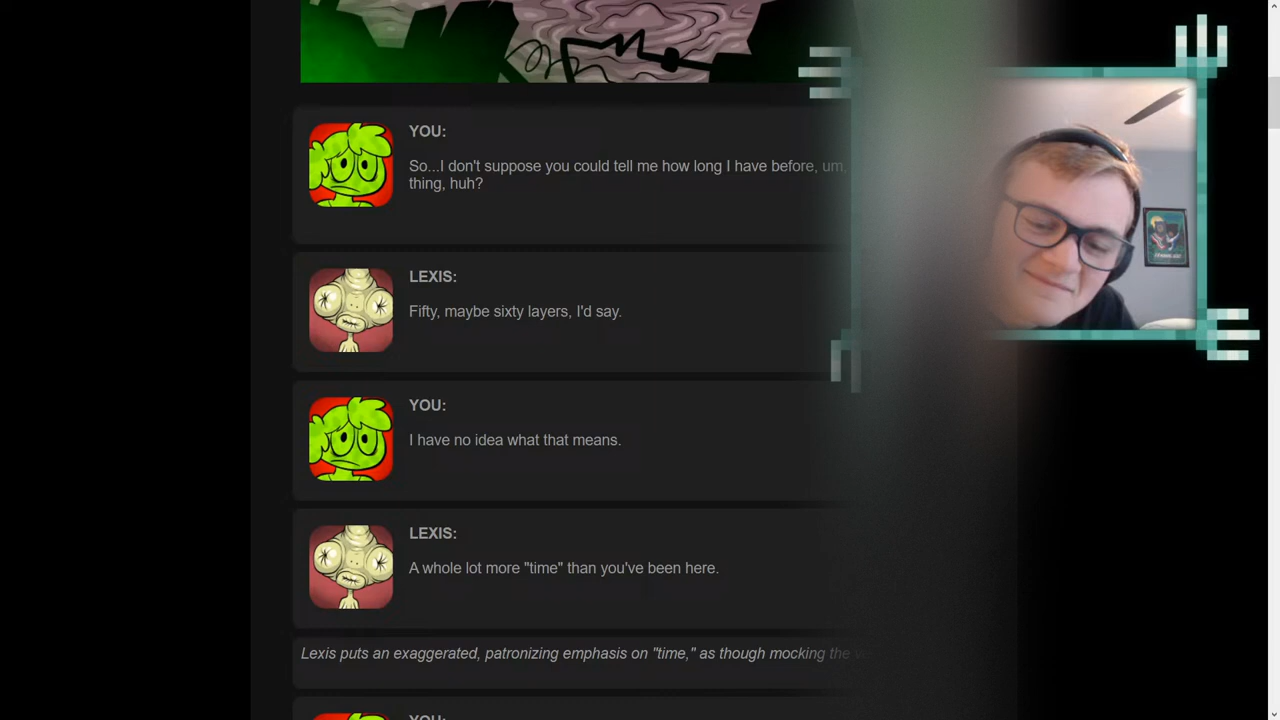 YOU:
So...I don't suppose you could tell me how long I have before, um,
thing, huh?
LEXIS:
Fifty, maybe sixty layers, I'd say.
YOU:
I have no idea what that means.
LEXIS:
A whole lot more "time" than you've been here.
Lexis puts an exaggerated, patronizing emphasis on "time," as though mocking the
YOU: